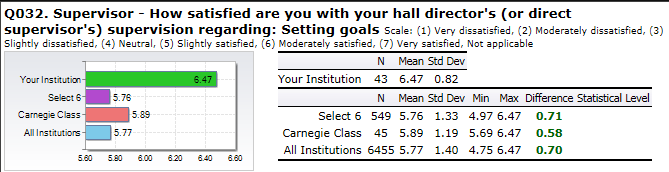 Q032. Supervisor - How satisfied are you with your hall director's (or direct
supervisor's) supervision regarding: Setting goals Scale: (1) Very dissatisfied, (2) Moderately dissatisfied, (3)
Slightly dissatisfied, (4) Neutral, (5) Slightly satisfied, (6) Moderately satisfied, (7) Very satisfied, Not applicable
Your Institution 6.47
Select 6 5.76
Carnegie Class 5.89
All Institutions 5.77
5.60 5.80 6.00 6.20 6.40 6.60
N Mean Std Dev
Your Institution 43 6.47 0.82
N Mean Std Dev Min Max Difference Statistical Level
Select 6 549 5.76 1.33 4.97 6.47 0.71
Carnegie Class 45 5.89 1.19 5.69 6.47 0.58
All Institutions 6455 5.77 1.40 4.75 6.47 0.70